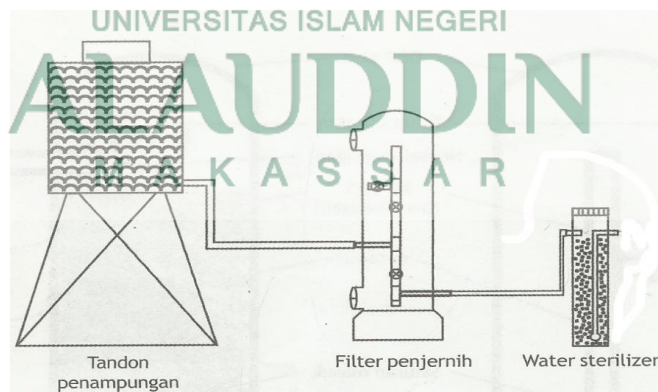 UNIVERSITAS ISLAM NEGERI
ALAUDDIN
MAKASSAR
Tandon
penampungan
Filter penjernih
Water sterilizer